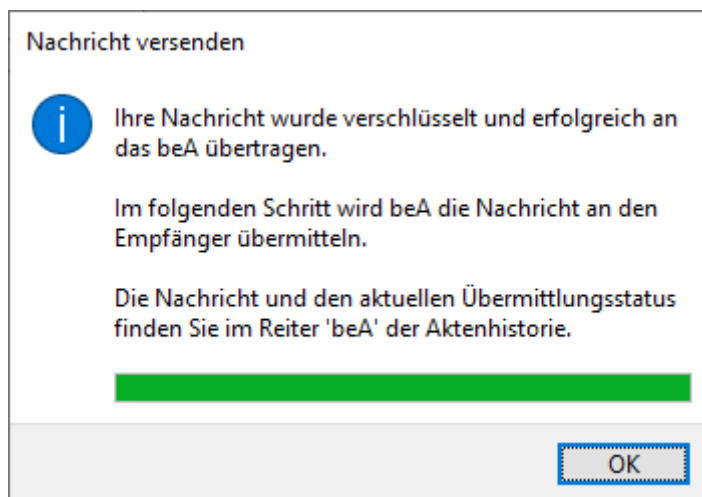 Nachricht versenden
Ihre Nachricht wurde verschlüsselt und erfolgreich an
das beA übertragen.
Im folgenden Schritt wird beA die Nachricht an den
Empfänger übermitteln.
Die Nachricht und den aktuellen Übermittlungsstatus
finden Sie im Reiter 'beA' der Aktenhistorie.
OK